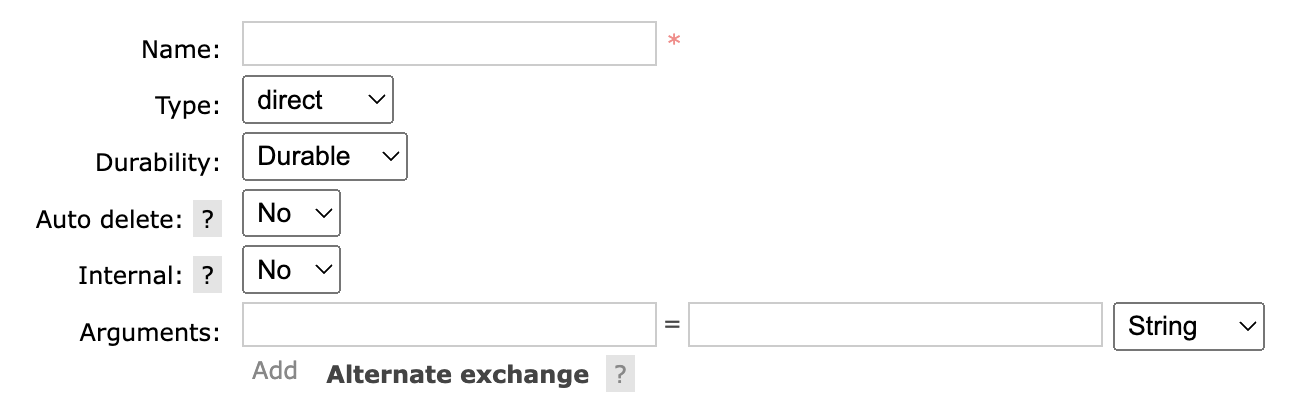 Name: *
Type: direct
Durability: Durable
Auto delete: ? No
Internal: ? No
Arguments: = String
Add Alternate exchange ?